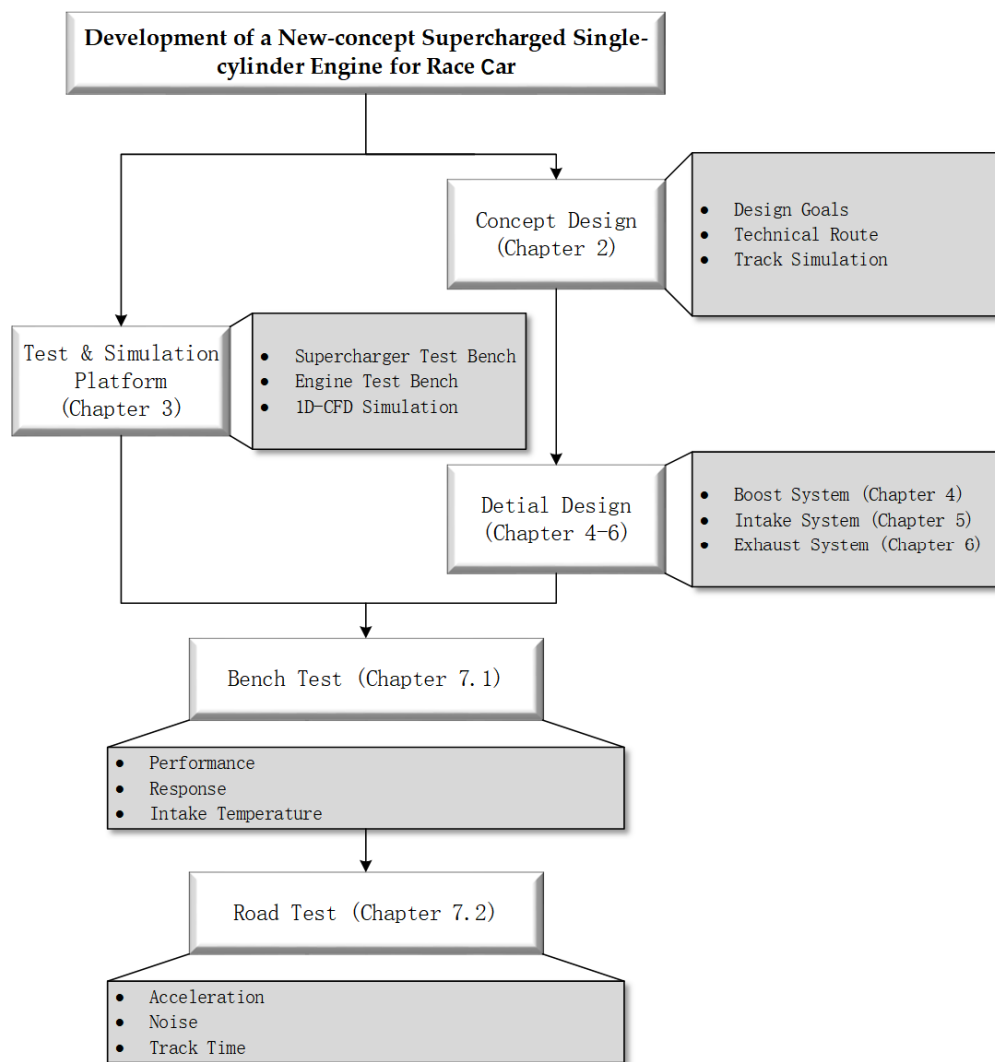 Development of a New-concept Supercharged Single-
cylinder Engine for Race Car
Concept Design
(Chapter 2)
• Design Goals
• Technical Route
• Track Simulation
Test & Simulation
Platform
(Chapter 3)
• Supercharger Test Bench
• Engine Test Bench
• 1D-CFD Simulation
Detial Design
(Chapter 4-6)
• Boost System (Chapter 4)
• Intake System (Chapter 5)
• Exhaust System (Chapter 6)
Bench Test (Chapter 7.1)
• Performance
• Response
• Intake Temperature
Road Test (Chapter 7.2)
• Acceleration
• Noise
• Track Time